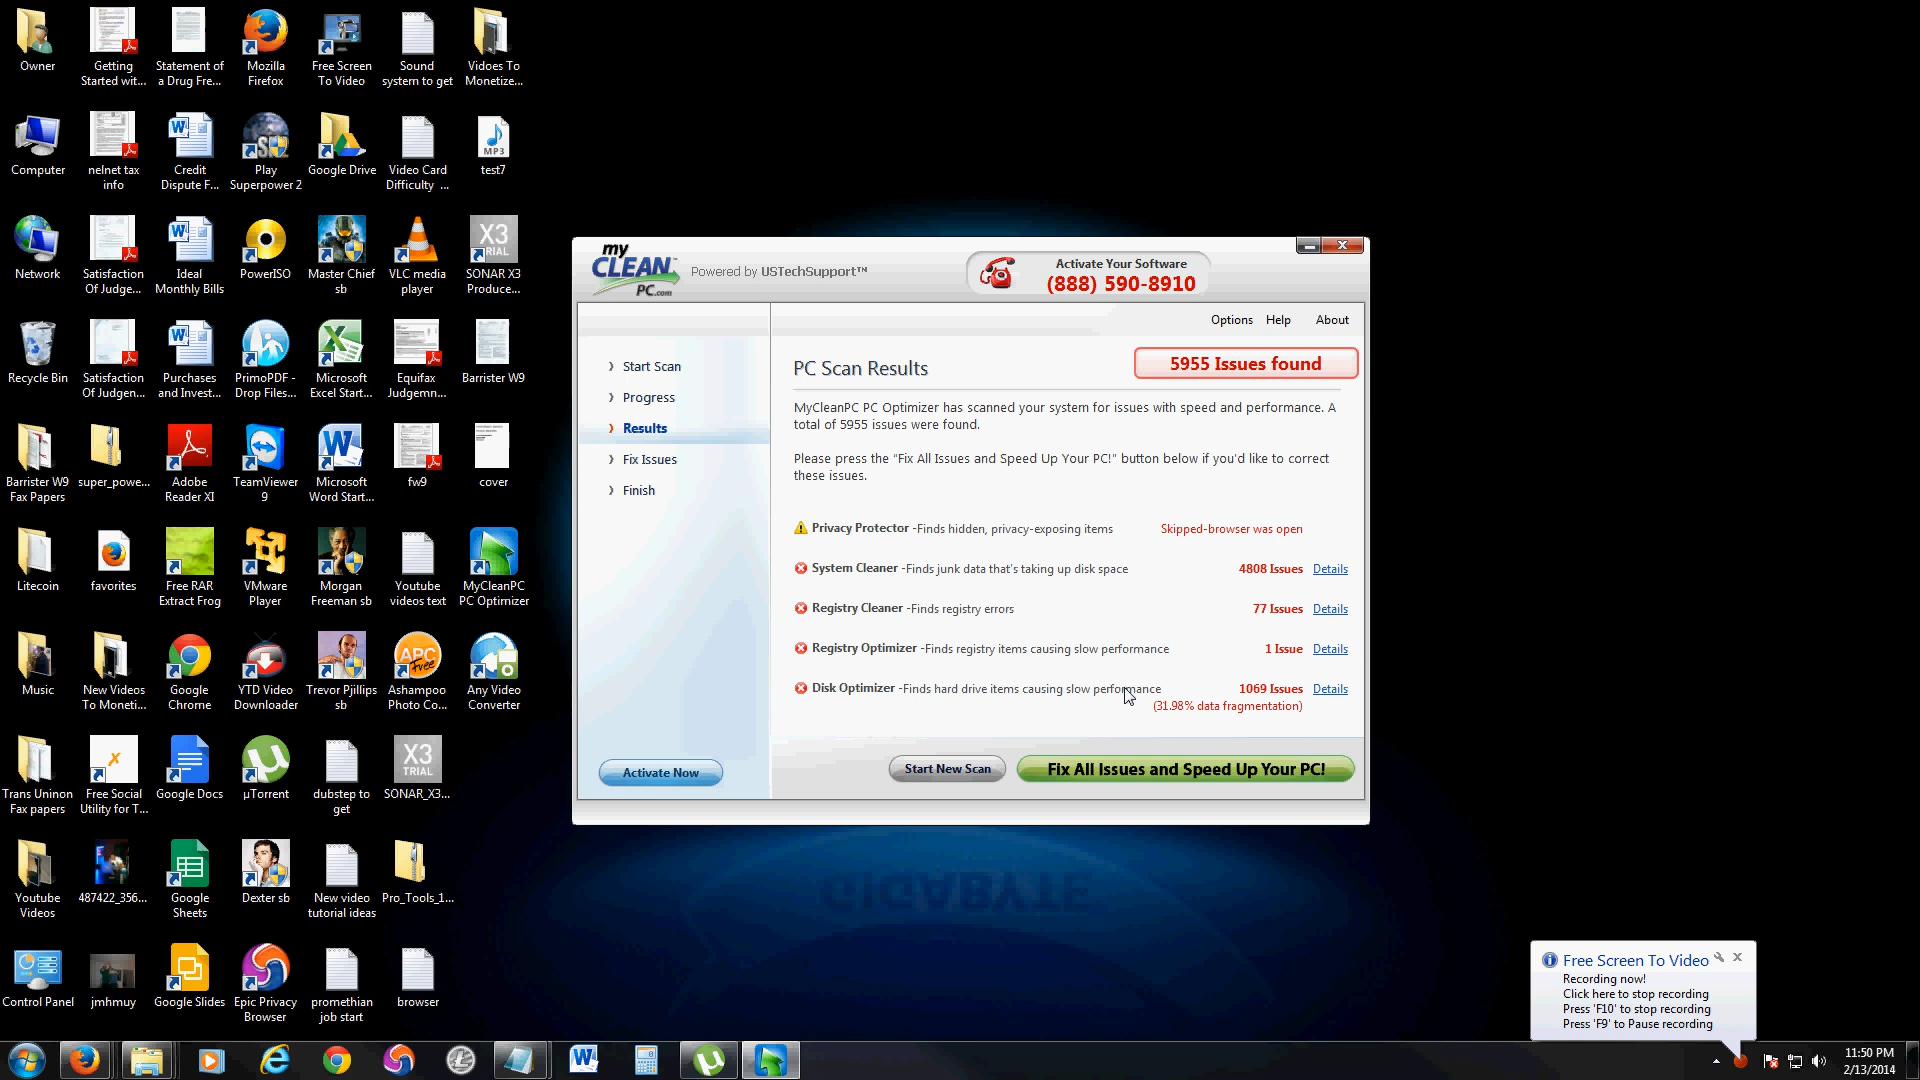 Owner
Getting
Started wit...
Statement of
a Drug Fre...
Mozilla
Firefox
Free Screen
To Video
Sound
system to get
Vidoes To
Monetize...
Computer
nelnet tax
info
Credit
Dispute F...
Play
Superpower 2
Google Drive
Video Card
Difficulty ...
MP3
test7
Network
Satisfaction
Of Judge...
Ideal
Monthly Bills
PowerISO
Master Chief
sb
VLC media
player
X3
SONAR X3
Produce...
Recycle Bin
Satisfaction
Of Judgen...
Purchases
and Invest...
PrimoPDF -
Drop Files...
Microsoft
Excel Start...
Equifax
Judgemn...
Barrister W9
Barrister W9
Fax Papers
super_powe...
Adobe
Reader XI
TeamViewer
9
Microsoft
Word Start...
fw9
cover
Litecoin
favorites
Free RAR
Extract Frog
VMware
Player
Morgan
Freeman sb
Youtube
videos text
MyCleanPC
PC Optimizer
Music
New Videos
To Moneti...
Google
Chrome
YTD Video
Downloader
Trevor Pjillips
sb
APC
Free
Ashampoo
Photo Co...
Any Video
Converter
Trans Uninon
Fax papers
Free Social
Utility for T...
Google Docs
µTorrent
dubstep to
get
X3
TRIAL
SONAR_X3...
Youtube
Videos
487422_356...
Google
Sheets
Dexter sb
New video
tutorial ideas
Pro_Tools_1...
Control Panel
jmhmuy
Google Slides
Epic Privacy
Browser
promethian
job start
browser
my
CLEAN
PC.com
Powered by USTechSupport™
Activate Your Software
(888) 590-8910
Options Help About
Start Scan
Progress
Results
Fix Issues
Finish
Activate Now
PC Scan Results
5955 Issues found
MyCleanPC PC Optimizer has scanned your system for issues with speed and performance. A
total of 5955 issues were found.
Please press the "Fix All Issues and Speed Up Your PC!" button below if you'd like to correct
these issues.
Privacy Protector -Finds hidden, privacy-exposing items Skipped-browser was open
System Cleaner -Finds junk data that's taking up disk space 4808 Issues Details
Registry Cleaner -Finds registry errors 77 Issues Details
Registry Optimizer -Finds registry items causing slow performance 1 Issue Details
Disk Optimizer -Finds hard drive items causing slow performance 1069 Issues Details
(31.98% data fragmentation)
Start New Scan
Fix All Issues and Speed Up Your PC!
GIGABYTE
Free Screen To Video
Recording now!
Click here to stop recording
Press 'F10' to stop recording
Press 'F9' to Pause recording
11:50 PM
2/13/2014